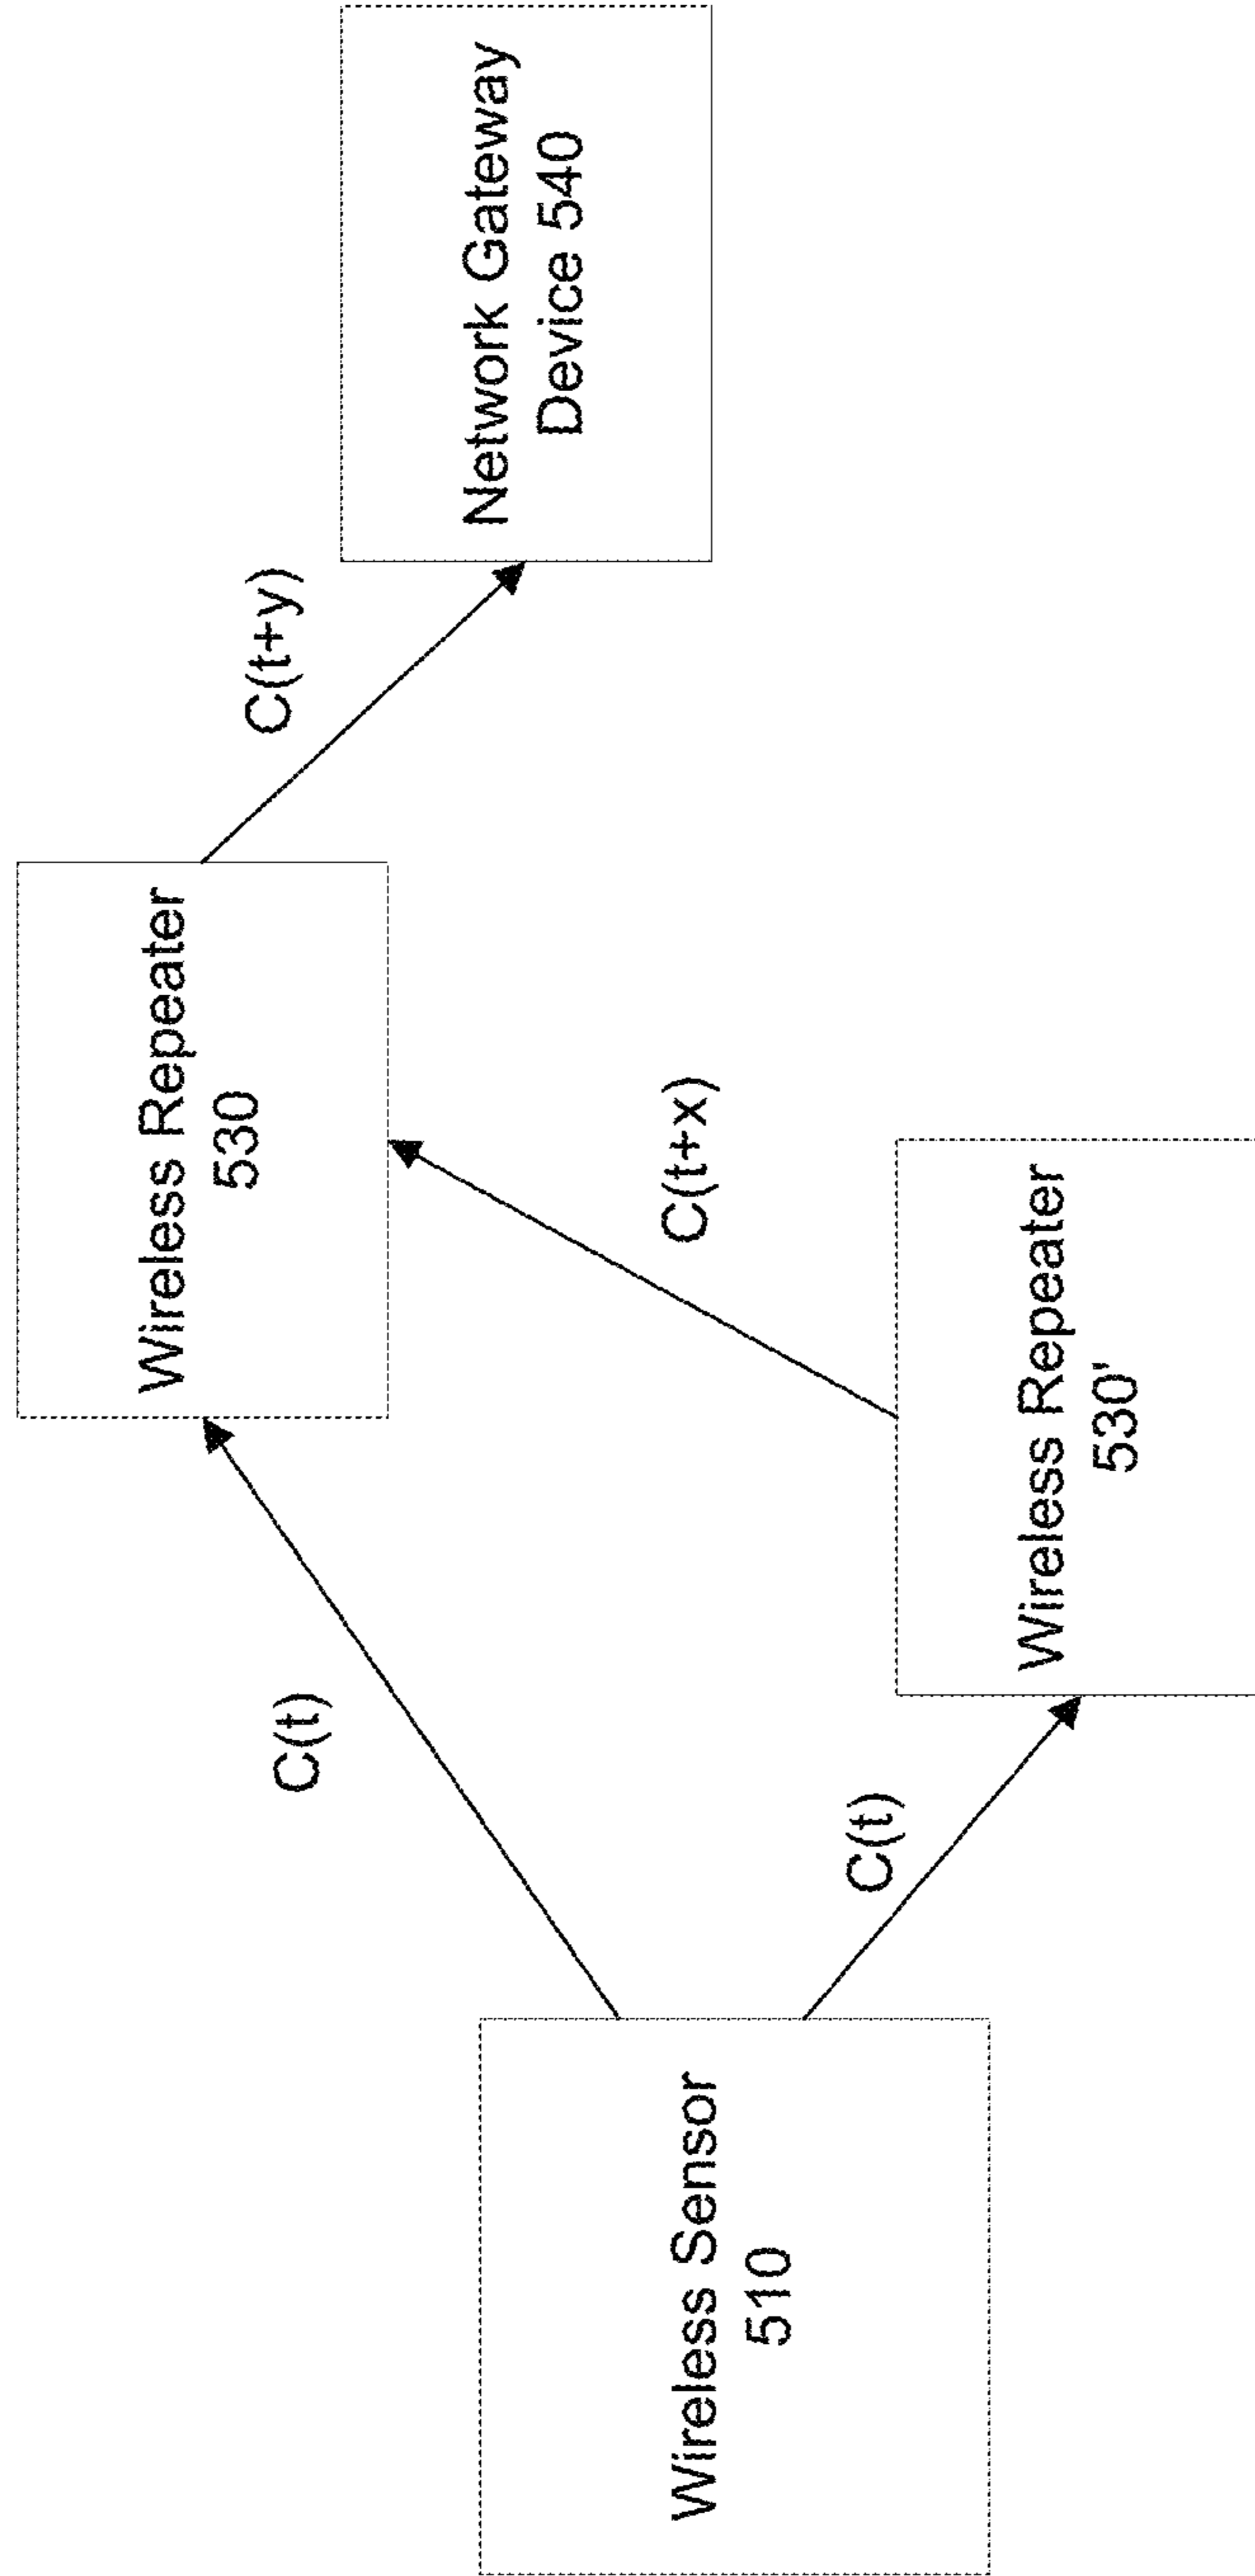 Wireless Sensor
510
C(t)
C(t)
Wireless Repeater
530
C(t+x)
Wireless Repeater
530'
C(t+y)
Network Gateway
Device 540